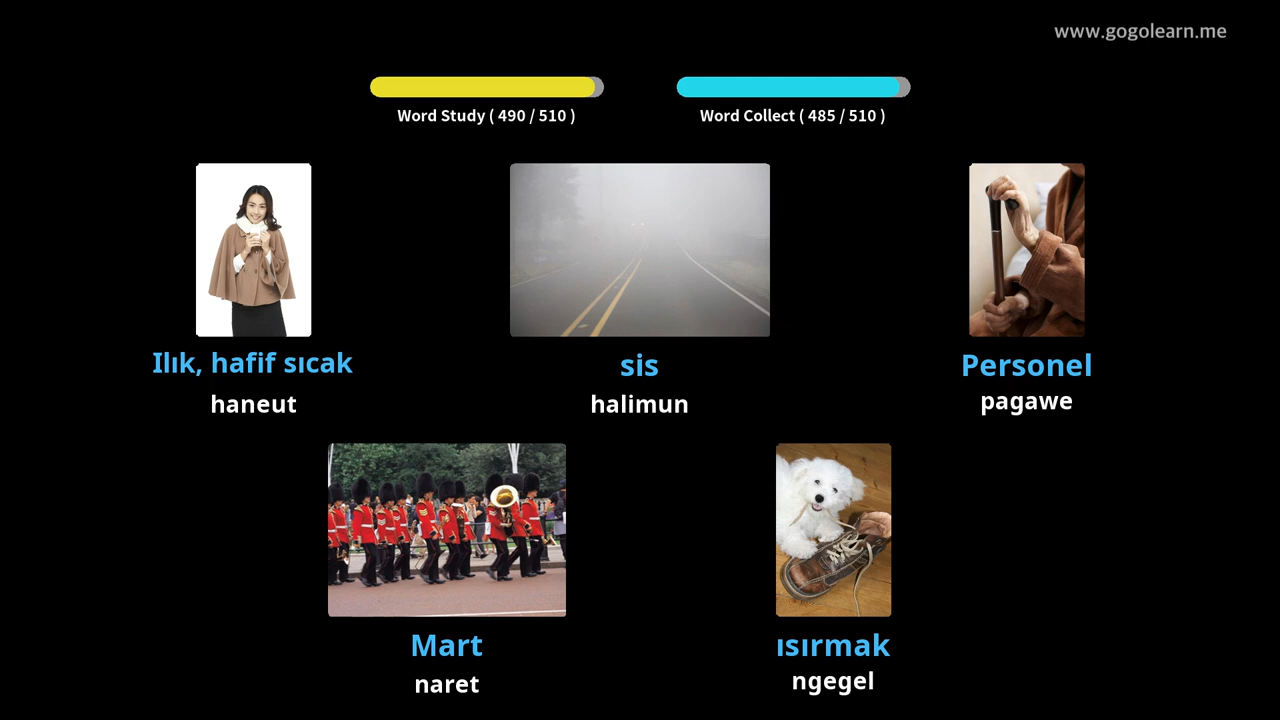 www.gogolearn.me
Word Study ( 490 / 510 )
Word Collect ( 485 / 510 )
Ilık, hafif sıcak
haneut
sis
halimun
Personel
pagawe
Mart
naret
ısırmak
ngegel